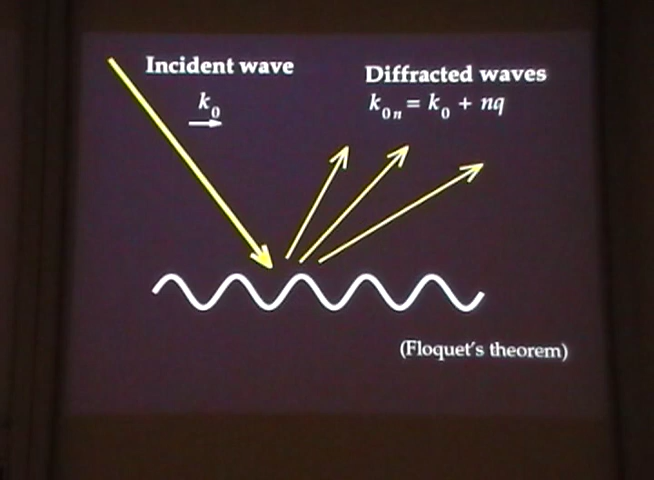 Incident wave
k₀
Diffracted waves
k₀ₙ = k₀ + nq
(Floquet's theorem)